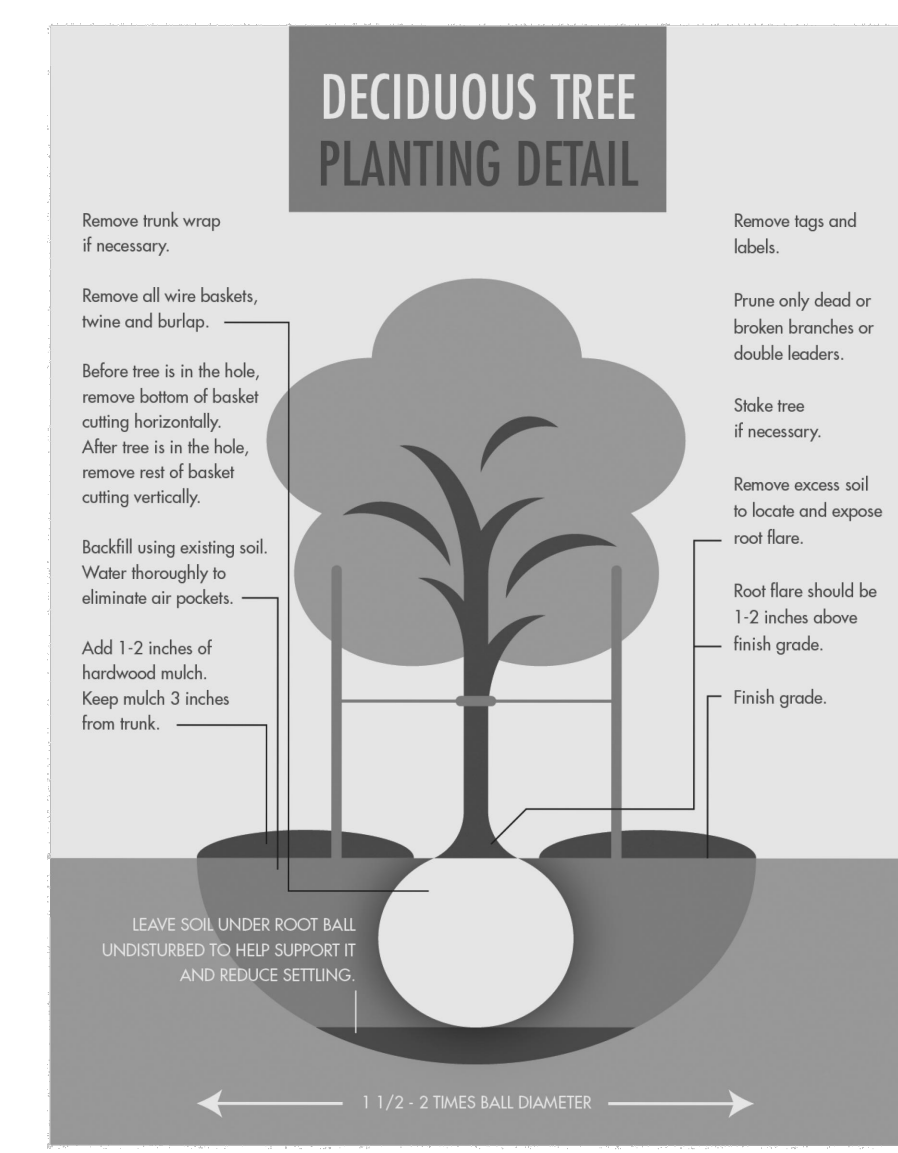 DECIDUOUS TREE
PLANTING DETAIL
Remove trunk wrap
if necessary.
Remove all wire baskets,
twine and burlap.
Before tree is in the hole,
remove bottom of basket
cutting horizontally.
After tree is in the hole,
remove rest of basket
cutting vertically.
Backfill using existing soil.
Water thoroughly to
eliminate air pockets.
Add 1-2 inches of
hardwood mulch.
Keep mulch 3 inches
from trunk.
Remove tags and
labels.
Prune only dead or
broken branches or
double leaders.
Stake tree
if necessary.
Remove excess soil
to locate and expose
root flare.
Root flare should be
1-2 inches above
finish grade.
Finish grade.
LEAVE SOIL UNDER ROOT BALL
UNDISTURBED TO HELP SUPPORT IT
AND REDUCE SETTLING.
1 1/2 - 2 TIMES BALL DIAMETER